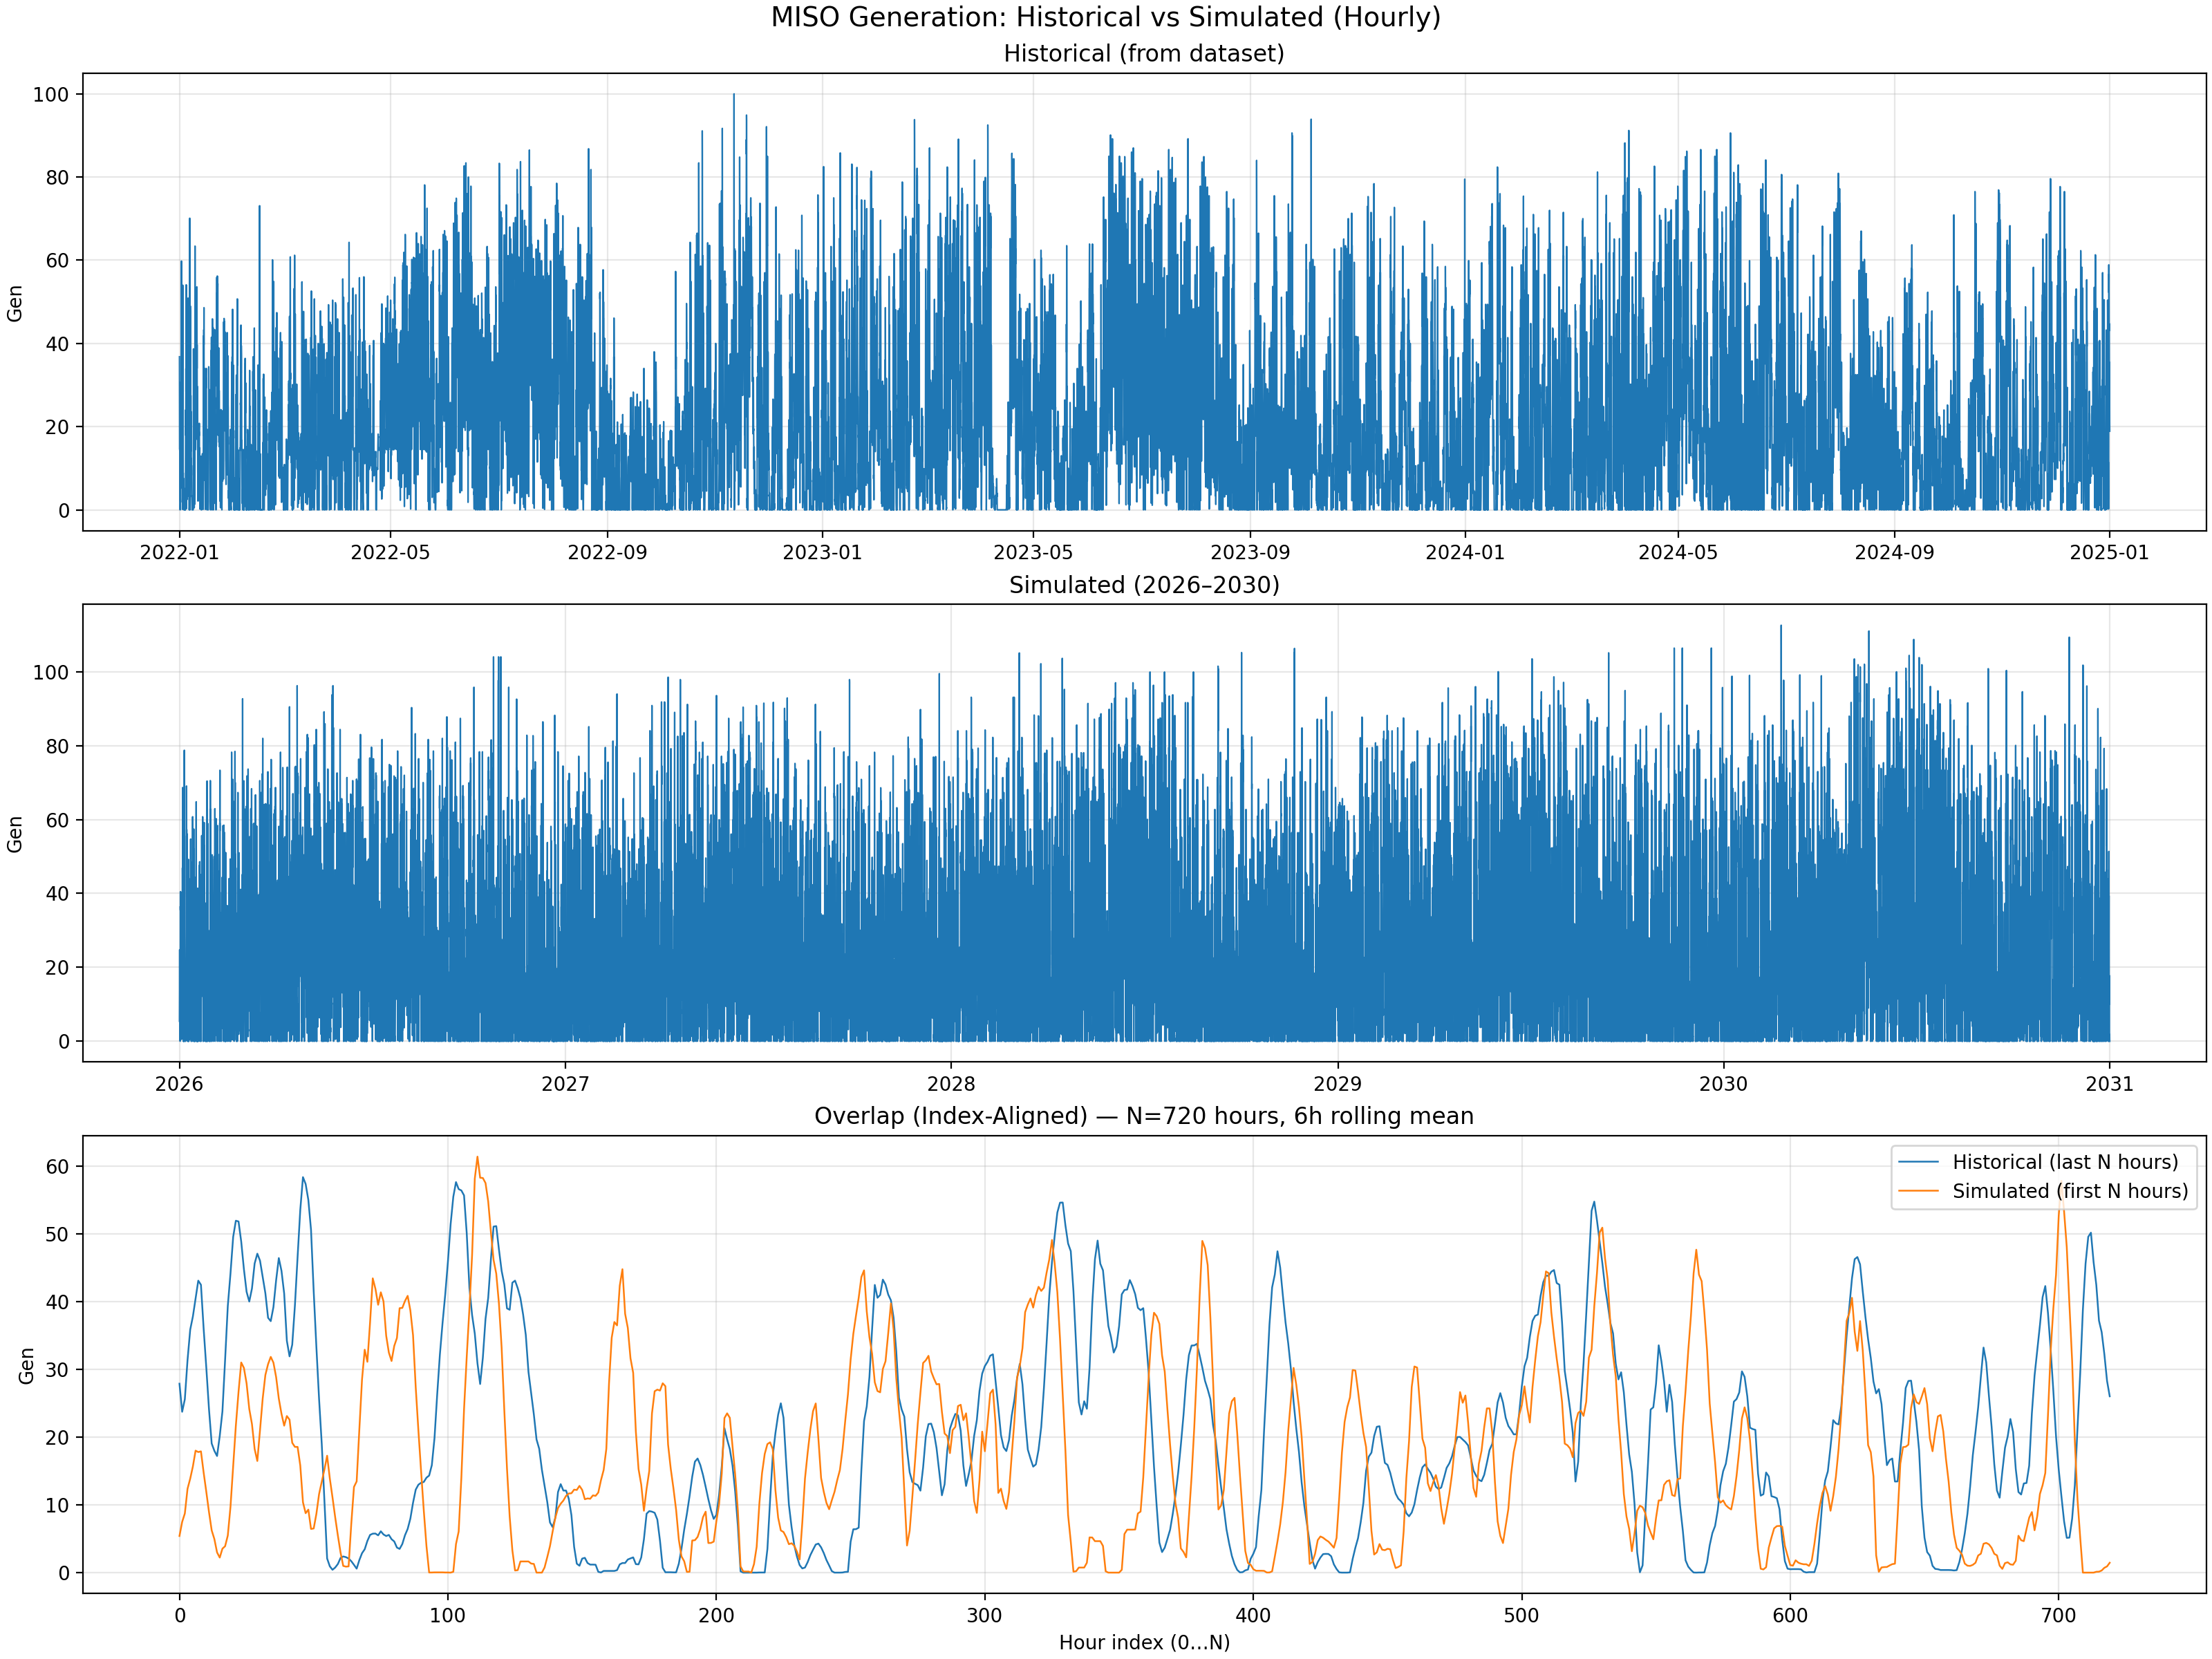 MISO Generation: Historical vs Simulated (Hourly)
Historical (from dataset)
Gen
100
80
60
40
20
0
2022-01 2022-05 2022-09 2023-01 2023-05 2023-09 2024-01 2024-05 2024-09 2025-01
Simulated (2026–2030)
Gen
100
80
60
40
20
0
2026 2027 2028 2029 2030 2031
Overlap (Index-Aligned) — N=720 hours, 6h rolling mean
Historical (last N hours)
Simulated (first N hours)
Gen
60
50
40
30
20
10
0
0 100 200 300 400 500 600 700
Hour index (0…N)